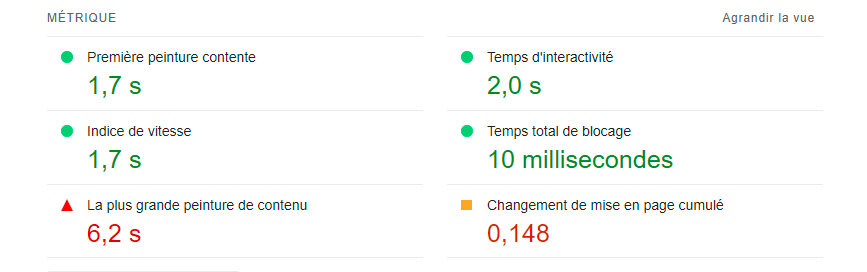 MÉTRIQUE
Agrandir la vue
Première peinture contente
1,7 s
Temps d'interactivité
2,0 s
Indice de vitesse
1,7 s
Temps total de blocage
10 millisecondes
La plus grande peinture de contenu
6,2 s
Changement de mise en page cumulé
0,148